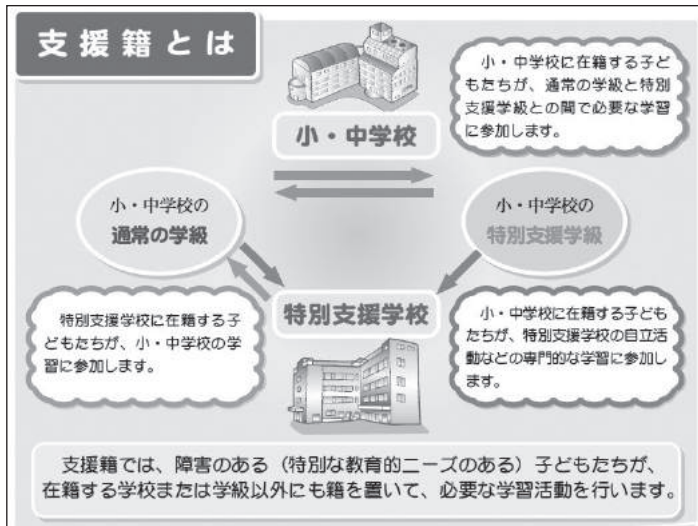 支援籍とは
小・中学校に在籍する子ど
もたちが、通常の学級と特別
支援学級との間で必要な学習
に参加します。
小・中学校
小・中学校の
通常の学級
小・中学校の
特別支援学級
特別支援学校に在籍する子
どもたちが、小・中学校の学
習に参加します。
特別支援学校
小・中学校に在籍する子ども
たちが、特別支援学校の自立活
動などの専門的な学習に参加し
ます。
支援籍では、障害のある（特別な教育的ニーズのある）子どもたちが、
在籍する学校または学級以外にも籍を置いて、必要な学習活動を行います。